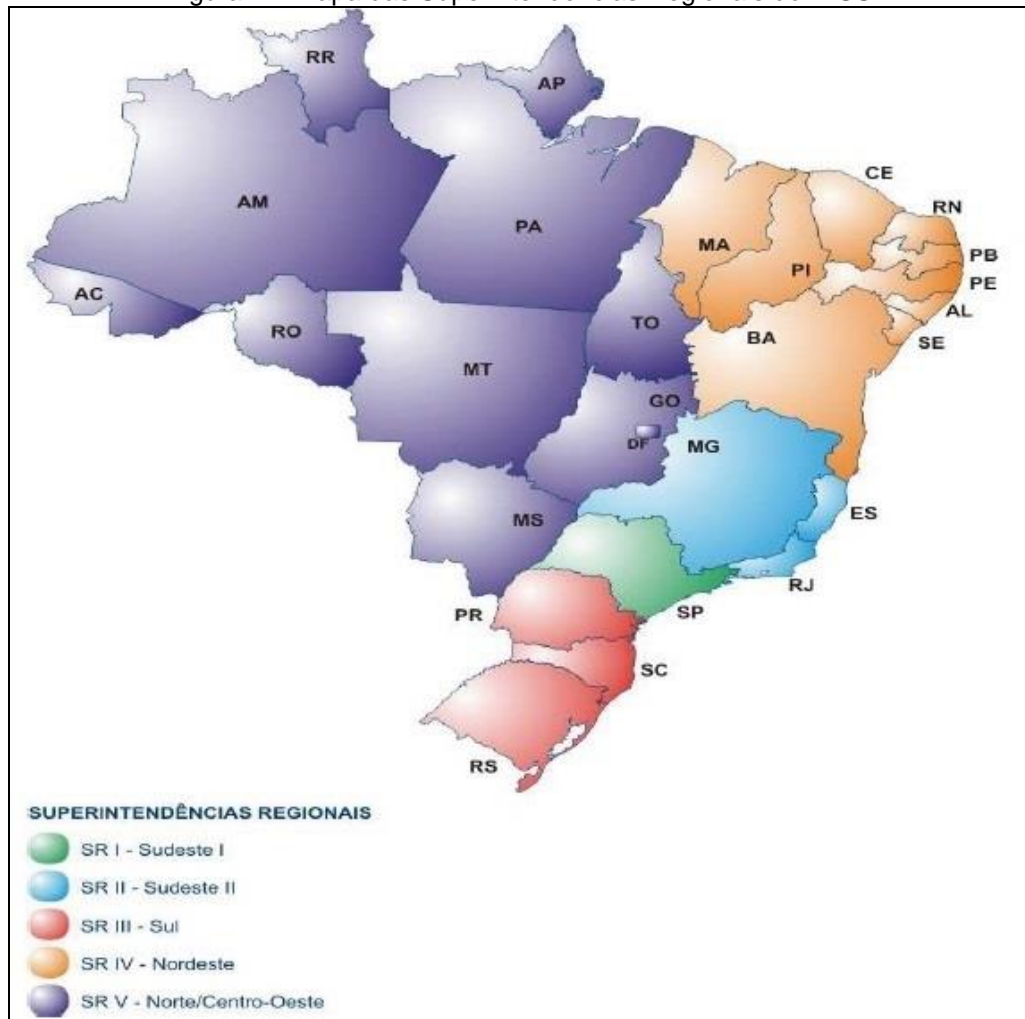 RR
AP
CE
AM
RN
PA
MA
PB
PI
PE
AC
AL
TO
RO
BA
SE
MT
GO
DF
MG
MS
ES
RJ
PR
SP
SC
RS
SUPERINTENDÊNCIAS REGIONAIS
SR I - Sudeste I
SR II - Sudeste II
SR III - Sul
SR IV - Nordeste
SR V - Norte/Centro-Oeste